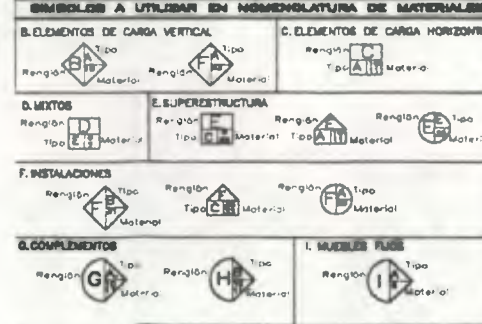 SIMBOLOS A UTILIZAR EN NOMENCLATURA DE MATERIALES
B. ELEMENTOS DE CARGA VERTICAL
Tipo
Renglón B A Material
Tipo
Renglón F A Material
C. ELEMENTOS DE CARGA HORIZONT
Renglón C
Tipo A Material
D. MIXTOS
Renglón D
Tipo E Material
E. SUPERESTRUCTURA
Renglón F
Tipo C Material
Renglón F
Tipo A Material
Renglón E Tipo
Material
F. INSTALACIONES
Renglón F B Tipo
Material
Renglón F
Tipo C Material
Renglón F A Tipo
Material
G. COMPLEMENTOS
Renglón G Tipo
Material
Renglón H Tipo
Material
I. MUEBLES FIJOS
Renglón I A Tipo
Material